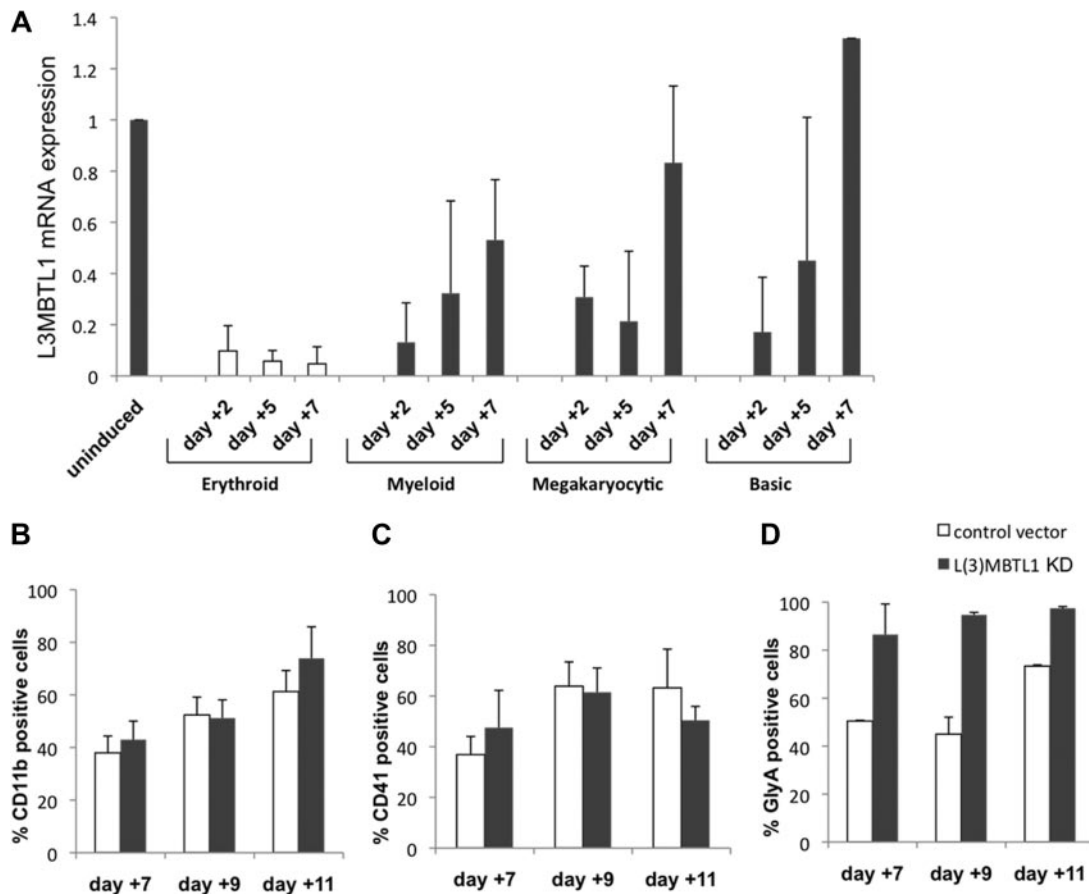 A
L3MBTL1 mRNA expression
1.4
1.2
1
0.8
0.6
0.4
0.2
0
uninduced
day +2
day +5
day +7
day +2
day +5
day +7
day +2
day +5
day +7
day +2
day +5
day +7
Erythroid
Myeloid
Megakaryocytic
Basic
B
% CD11b positive cells
100
80
60
40
20
0
day +7
day +9
day +11
C
% CD41 positive cells
100
80
60
40
20
0
day +7
day +9
day +11
D
control vector
L(3)MBTL1 KD
% GlyA positive cells
100
80
60
40
20
0
day +7
day +9
day +11